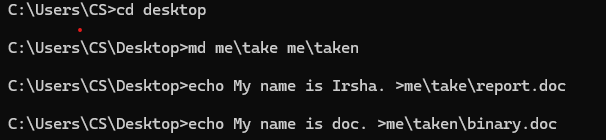 C:\Users\CS>cd desktop
C:\Users\CS\Desktop>md me\take me\taken
C:\Users\CS\Desktop>echo My name is Irsha. >me\take\report.doc
C:\Users\CS\Desktop>echo My name is doc. >me\taken\binary.doc